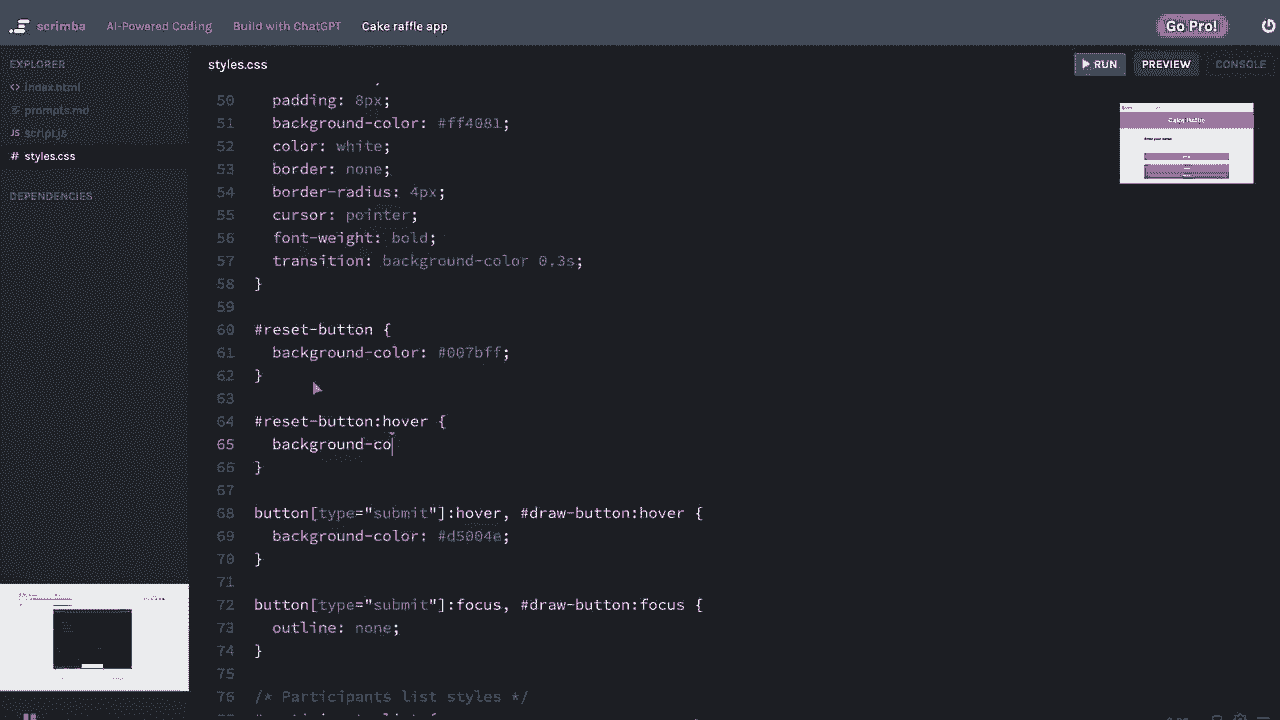 scrimba AI-Powered Coding Build with ChatGPT Cake raffle app Go Pro!
EXPLORER
index.html
prompts.md
JS script.js
# styles.css
DEPENDENCIES
styles.css
RUN PREVIEW CONSOLE
50 padding: 8px;
51 background-color: #ff4081;
52 color: white;
53 border: none;
54 border-radius: 4px;
55 cursor: pointer;
56 font-weight: bold;
57 transition: background-color 0.3s;
58 }
59
60 #reset-button {
61 background-color: #007bff;
62 }
63
64 #reset-button:hover {
65 background-co
66 }
67
68 button[type="submit"]:hover, #draw-button:hover {
69 background-color: #d5004e;
70 }
71
72 button[type="submit"]:focus, #draw-button:focus {
73 outline: none;
74 }
75
76 /* Participants list styles */
Cake Raffle